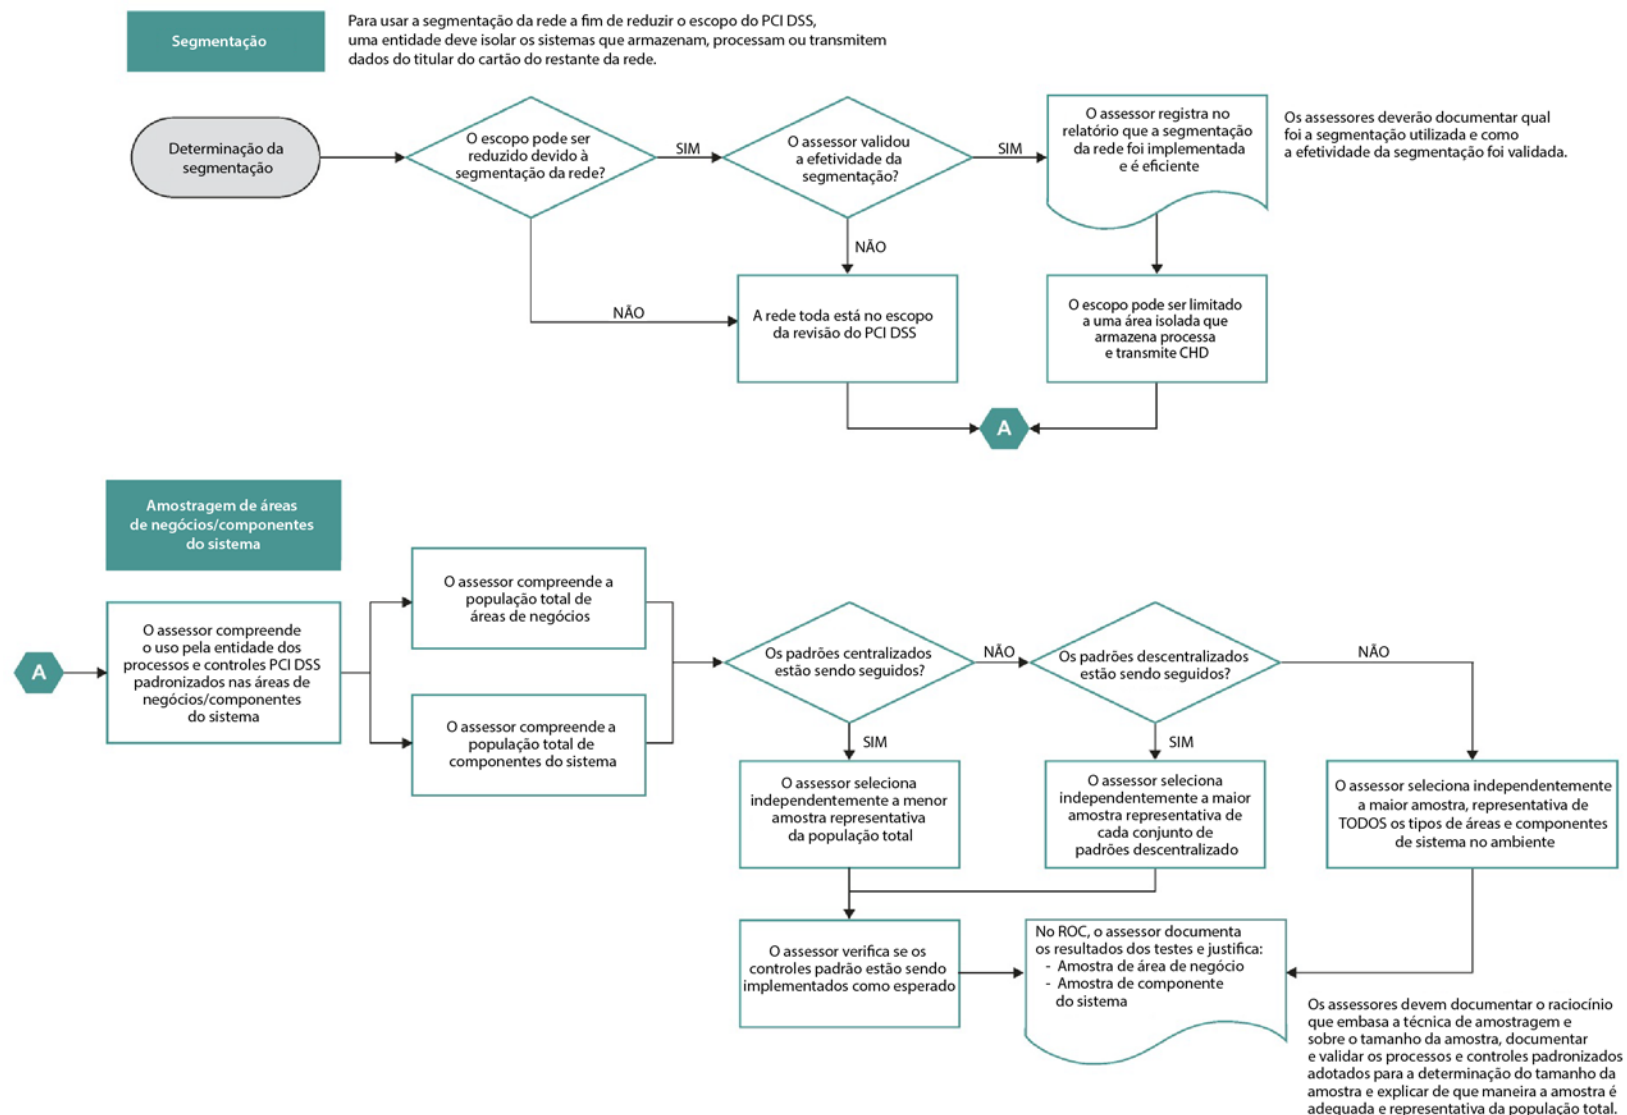 Segmentação
Para usar a segmentação da rede a fim de reduzir o escopo do PCI DSS,
uma entidade deve isolar os sistemas que armazenam, processam ou transmitem
dados do titular do cartão do restante da rede.
Determinação da
segmentação
O escopo pode ser
reduzido devido à
segmentação da rede?
SIM
O assessor validou
a efetividade da
segmentação?
SIM
O assessor registra no
relatório que a segmentação
da rede foi implementada
e é eficiente
Os assessores deverão documentar qual
foi a segmentação utilizada e como
a efetividade da segmentação foi validada.
NÃO
NÃO
A rede toda está no escopo
da revisão do PCI DSS
O escopo pode ser limitado
a uma área isolada que
armazena processa
e transmite CHD
A
Amostragem de áreas
de negócios/componentes
do sistema
A
O assessor compreende
o uso pela entidade dos
processos e controles PCI DSS
padronizados nas áreas de
negócios/componentes
do sistema
O assessor compreende a
população total de
áreas de negócios
O assessor compreende a
população total de
componentes do sistema
Os padrões centralizados
estão sendo seguidos?
NÃO
Os padrões descentralizados
estão sendo seguidos?
NÃO
SIM
SIM
O assessor seleciona
independentemente a menor
amostra representativa
da população total
O assessor seleciona
independentemente a maior
amostra representativa de
cada conjunto de
padrões descentralizado
O assessor seleciona independentemente
a maior amostra, representativa de
TODOS os tipos de áreas e componentes
de sistema no ambiente
O assessor verifica se os
controles padrão estão sendo
implementados como esperado
No ROC, o assessor documenta
os resultados dos testes e justifica:
- Amostra de área de negócio
- Amostra de componente
do sistema
Os assessores devem documentar o raciocínio
que embasa a técnica de amostragem e
sobre o tamanho da amostra, documentar
e validar os processos e controles padronizados
adotados para a determinação do tamanho da
amostra e explicar de que maneira a amostra é
adequada e representativa da população total.